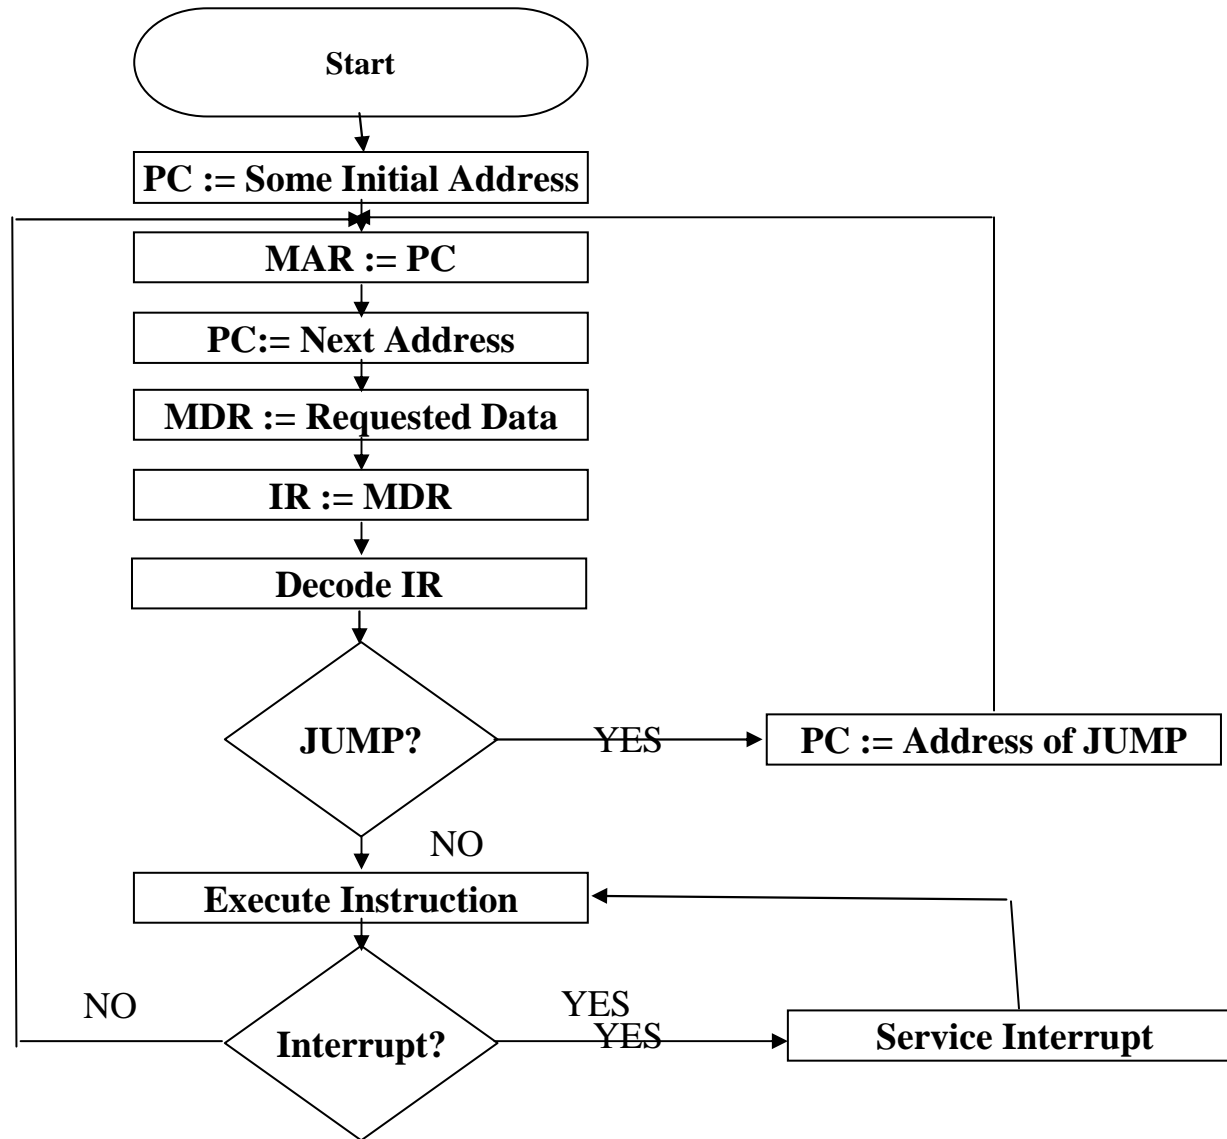 Start
PC := Some Initial Address
MAR := PC
PC:= Next Address
MDR := Requested Data
IR := MDR
Decode IR
JUMP?
YES
PC := Address of JUMP
NO
Execute Instruction
NO
YES
Interrupt?
YES
Service Interrupt